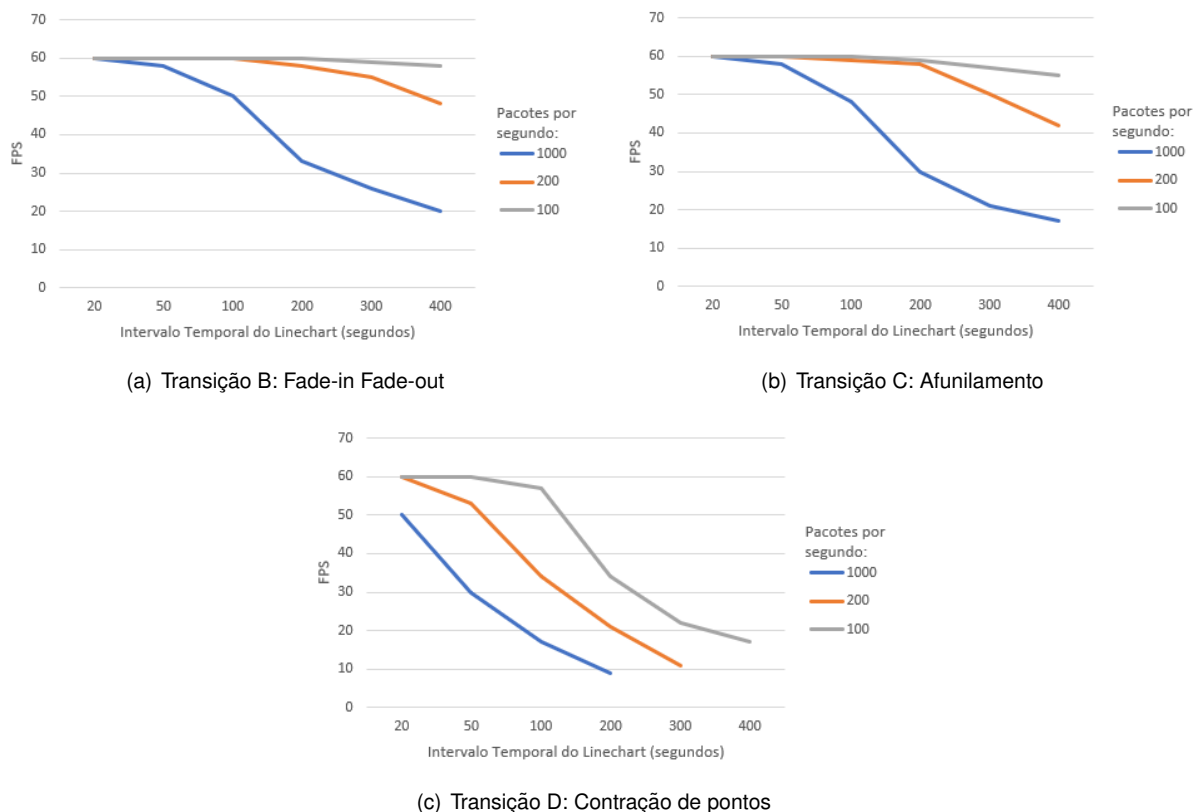 70
60
50
40
30
20
10
0
FPS
20 50 100 200 300 400
Intervalo Temporal do Linechart (segundos)
Pacotes por
segundo:
1000
200
100
(a) Transição B: Fade-in Fade-out
70
60
50
40
30
20
10
0
FPS
20 50 100 200 300 400
Intervalo Temporal do Linechart (segundos)
Pacotes por
segundo:
1000
200
100
(b) Transição C: Afunilamento
70
60
50
40
30
20
10
0
FPS
20 50 100 200 300 400
Intervalo Temporal do Linechart (segundos)
Pacotes por
segundo:
1000
200
100
(c) Transição D: Contração de pontos